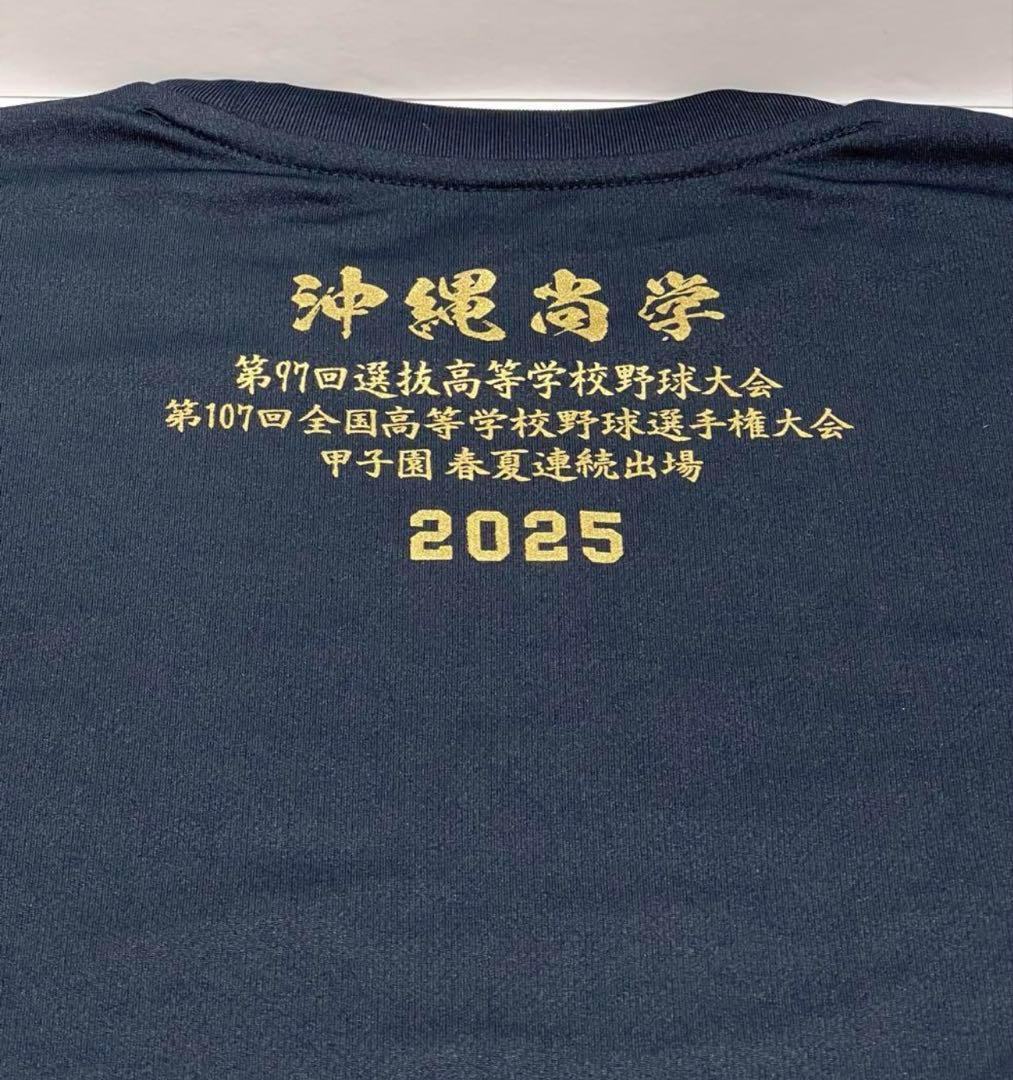 沖縄尚学
第97回選抜高等学校野球大会
第107回全国高等学校野球選手権大会
甲子園 春夏連続出場
2025